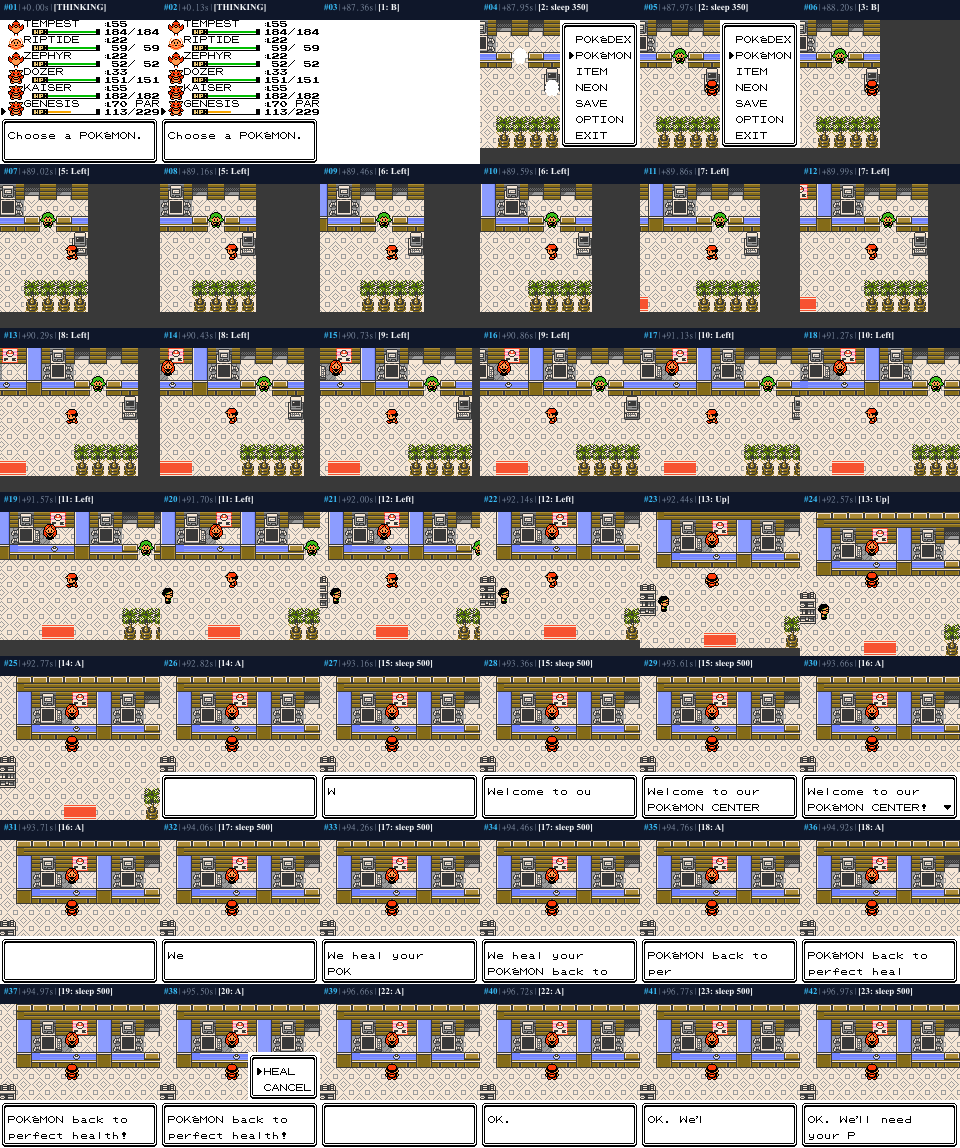 #01|+0.00s|[THINKING]
TEMPEST :L55
HP: 184/184
RIPTIDE :L22
HP: 59/ 59
ZEPHYR :L22
HP: 52/ 52
DOZER :L33
HP: 151/151
KAISER :L55
HP: 182/182
GENESIS :L70 PAR
HP: 113/229
Choose a POKéMON.
#02|+0.13s|[THINKING]
TEMPEST :L55
HP: 184/184
RIPTIDE :L22
HP: 59/ 59
ZEPHYR :L22
HP: 52/ 52
DOZER :L33
HP: 151/151
KAISER :L55
HP: 182/182
GENESIS :L70 PAR
HP: 113/229
Choose a POKéMON.
#03|+87.36s|[1: B]
#04|+87.95s|[2: sleep 350]
POKéDEX
▶POKéMON
ITEM
NEON
SAVE
OPTION
EXIT
#05|+87.97s|[2: sleep 350]
POKéDEX
▶POKéMON
ITEM
NEON
SAVE
OPTION
EXIT
#06|+88.20s|[3: B]
#07|+89.02s|[5: Left]
#08|+89.16s|[5: Left]
#09|+89.46s|[6: Left]
#10|+89.59s|[6: Left]
#11|+89.86s|[7: Left]
#12|+89.99s|[7: Left]
#13|+90.29s|[8: Left]
#14|+90.43s|[8: Left]
#15|+90.73s|[9: Left]
#16|+90.86s|[9: Left]
#17|+91.13s|[10: Left]
#18|+91.27s|[10: Left]
#19|+91.57s|[11: Left]
#20|+91.70s|[11: Left]
#21|+92.00s|[12: Left]
#22|+92.14s|[12: Left]
#23|+92.44s|[13: Up]
#24|+92.57s|[13: Up]
#25|+92.77s|[14: A]
#26|+92.82s|[14: A]
#27|+93.16s|[15: sleep 500]
W
#28|+93.36s|[15: sleep 500]
Welcome to ou
#29|+93.61s|[15: sleep 500]
Welcome to our
POKéMON CENTER
#30|+93.66s|[16: A]
Welcome to our
POKéMON CENTER! ▼
#31|+93.71s|[16: A]
#32|+94.06s|[17: sleep 500]
We
#33|+94.26s|[17: sleep 500]
We heal your
POK
#34|+94.46s|[17: sleep 500]
We heal your
POKéMON back to
#35|+94.76s|[18: A]
POKéMON back to
per
#36|+94.92s|[18: A]
POKéMON back to
perfect heal
#37|+94.97s|[19: sleep 500]
POKéMON back to
perfect health!
#38|+95.50s|[20: A]
▶HEAL
CANCEL
POKéMON back to
perfect health!
#39|+96.66s|[22: A]
#40|+96.72s|[22: A]
OK.
#41|+96.77s|[23: sleep 500]
OK. We'l
#42|+96.97s|[23: sleep 500]
OK. We'll need
your P